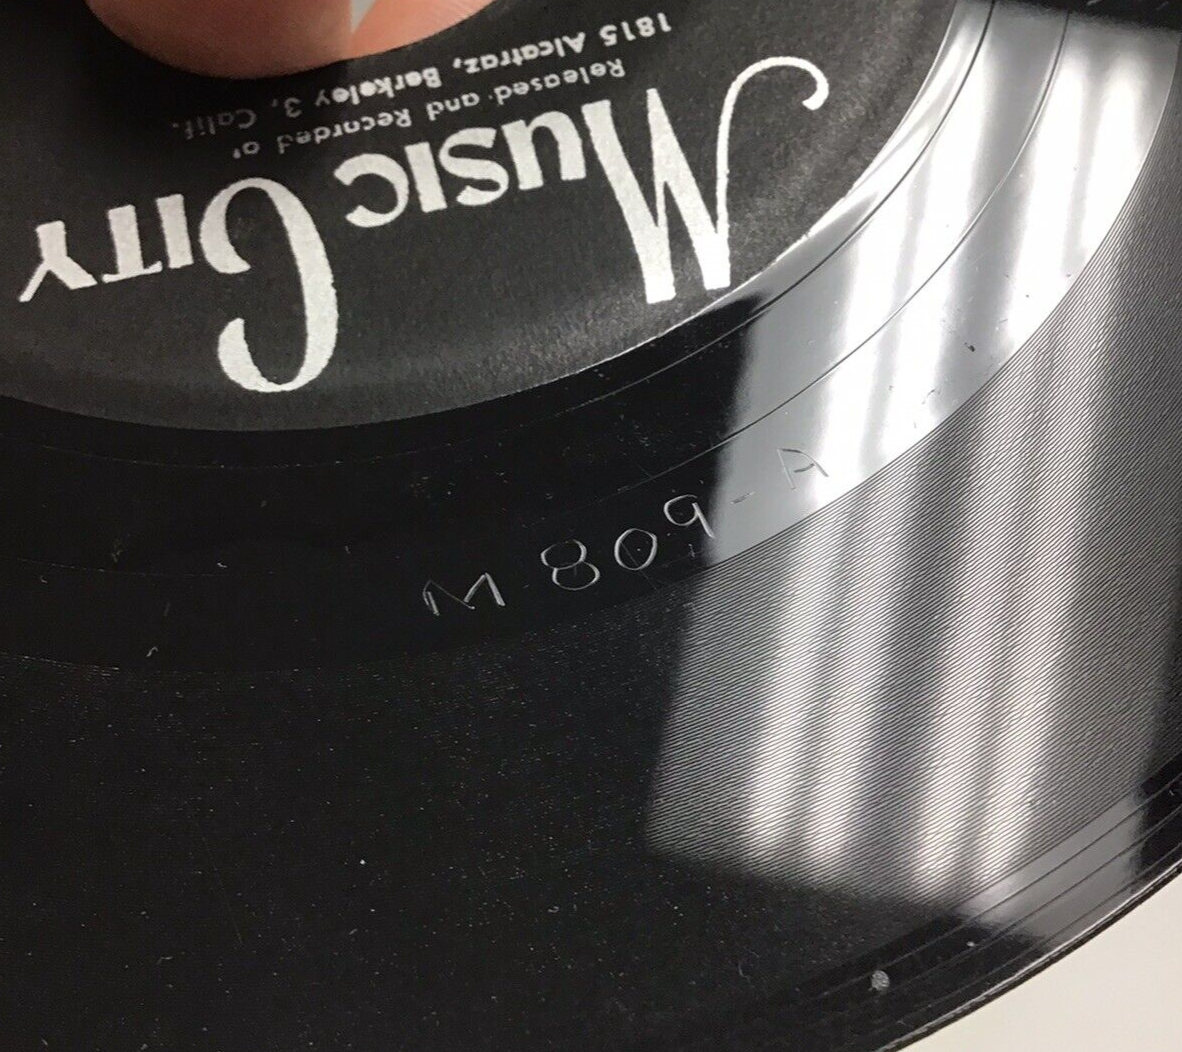 Music City
Released and Recorded at
1815 Alcatraz, Berkeley 3, Calif.
M 809-A